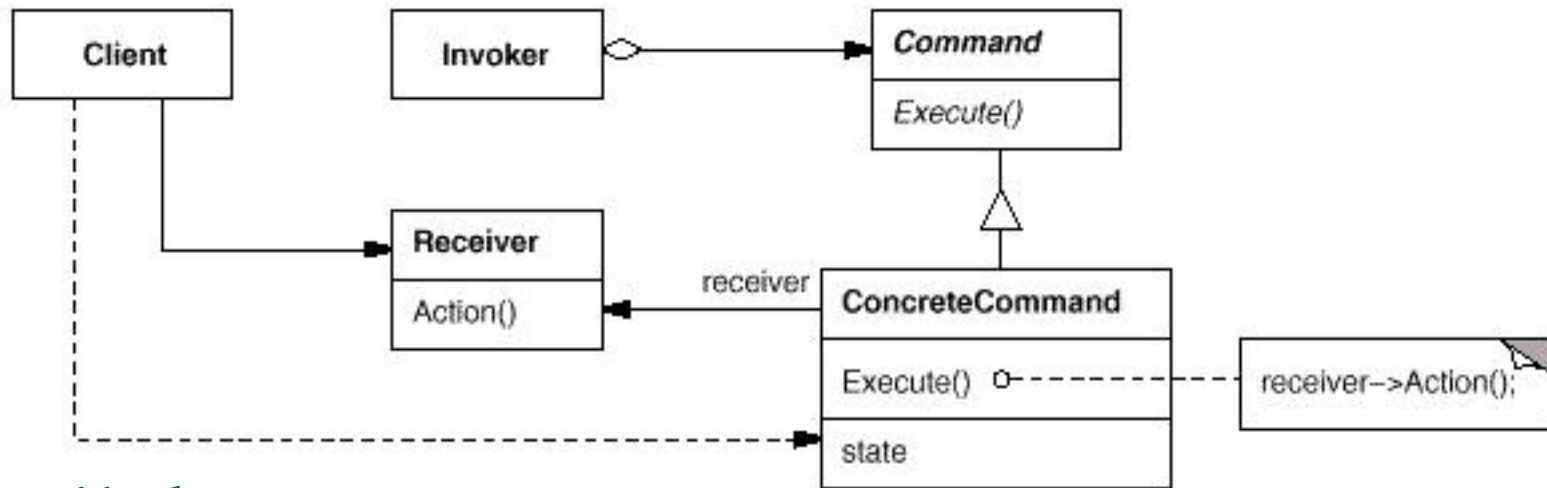 Client
Invoker
Command
Execute()
Receiver
Action()
receiver
ConcreteCommand
Execute()
state
receiver–>Action();